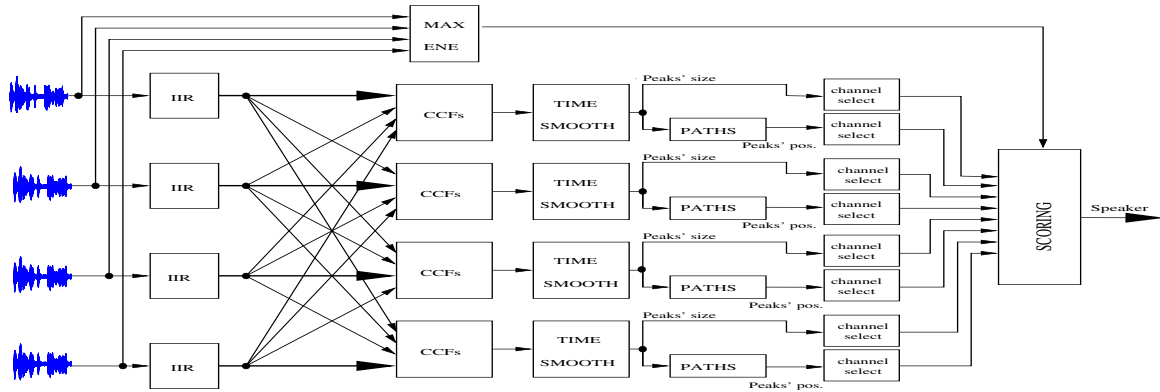 MAX
ENE
IIR
CCFs
TIME
SMOOTH
Peaks' size
PATHS
Peaks' pos.
channel
select
channel
select
IIR
CCFs
TIME
SMOOTH
Peaks' size
PATHS
Peaks' pos.
channel
select
channel
select
IIR
CCFs
TIME
SMOOTH
Peaks' size
PATHS
Peaks' pos.
channel
select
channel
select
IIR
CCFs
TIME
SMOOTH
Peaks' size
PATHS
Peaks' pos.
channel
select
channel
select
SCORING
Speaker